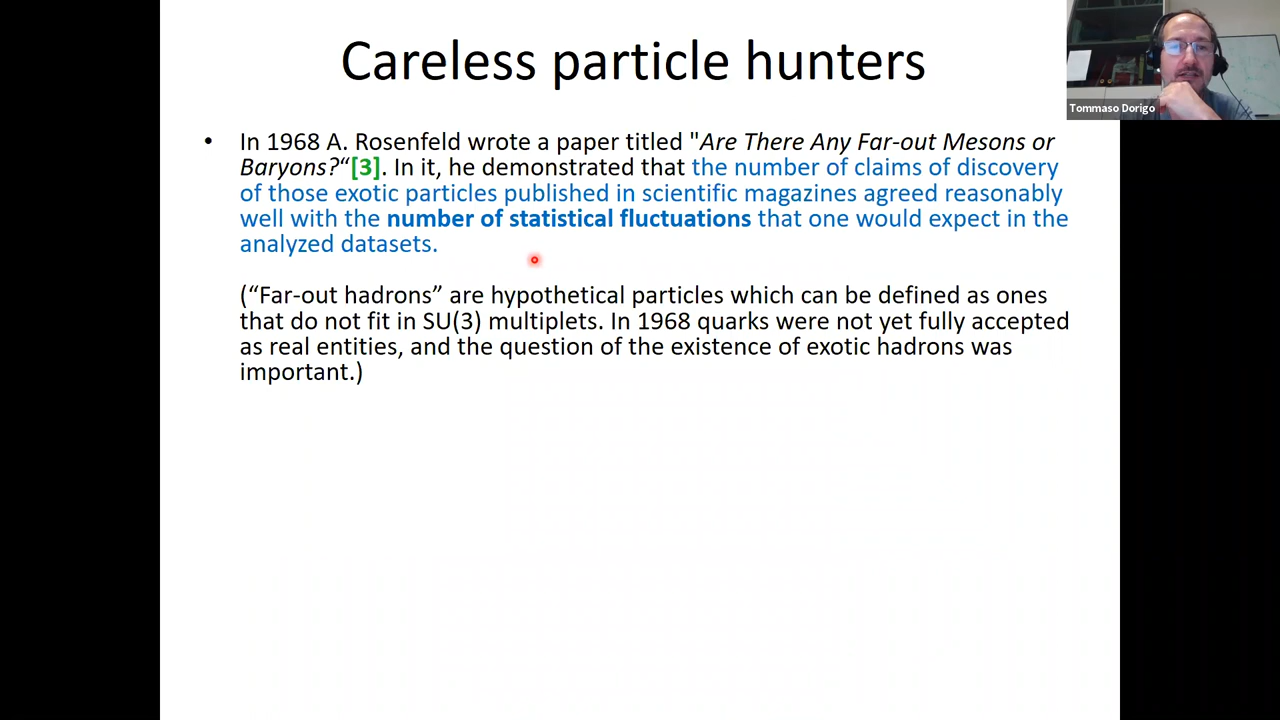 Careless particle hunters
Tommaso Dorigo
• In 1968 A. Rosenfeld wrote a paper titled "Are There Any Far-out Mesons or
Baryons?“[3]. In it, he demonstrated that the number of claims of discovery
of those exotic particles published in scientific magazines agreed reasonably
well with the number of statistical fluctuations that one would expect in the
analyzed datasets.
(“Far-out hadrons” are hypothetical particles which can be defined as ones
that do not fit in SU(3) multiplets. In 1968 quarks were not yet fully accepted
as real entities, and the question of the existence of exotic hadrons was
important.)